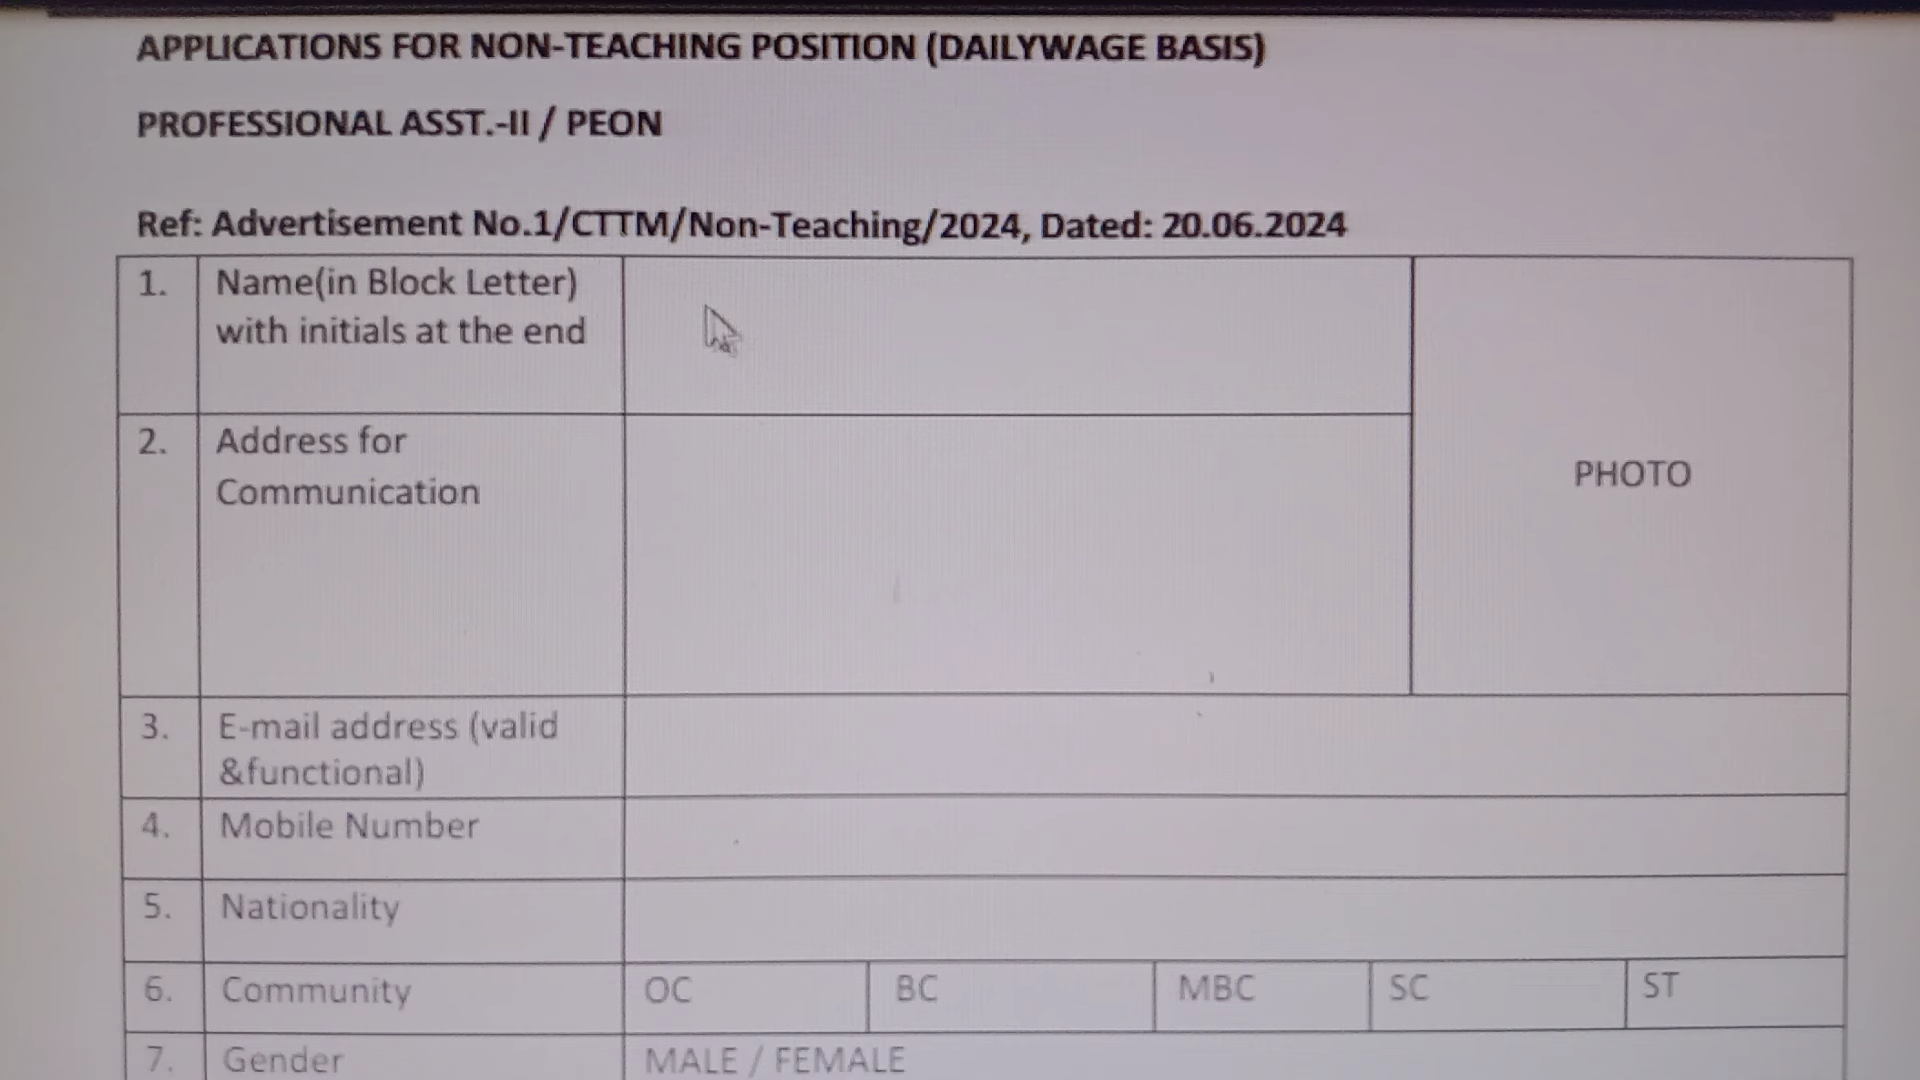 APPLICATIONS FOR NON-TEACHING POSITION (DAILYWAGE BASIS)
PROFESSIONAL ASST.-II / PEON
Ref: Advertisement No.1/CTTM/Non-Teaching/2024, Dated: 20.06.2024
1. Name(in Block Letter)
with initials at the end
PHOTO
2. Address for
Communication
3. E-mail address (valid
&functional)
4. Mobile Number
5. Nationality
6. Community OC BC MBC SC ST
7. Gender MALE / FEMALE